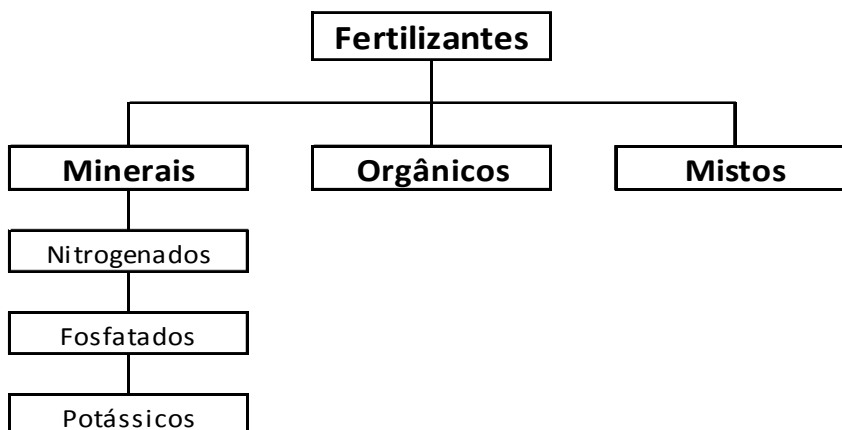 Fertilizantes
Minerais
Orgânicos
Mistos
Nitrogenados
Fosfatados
Potássicos